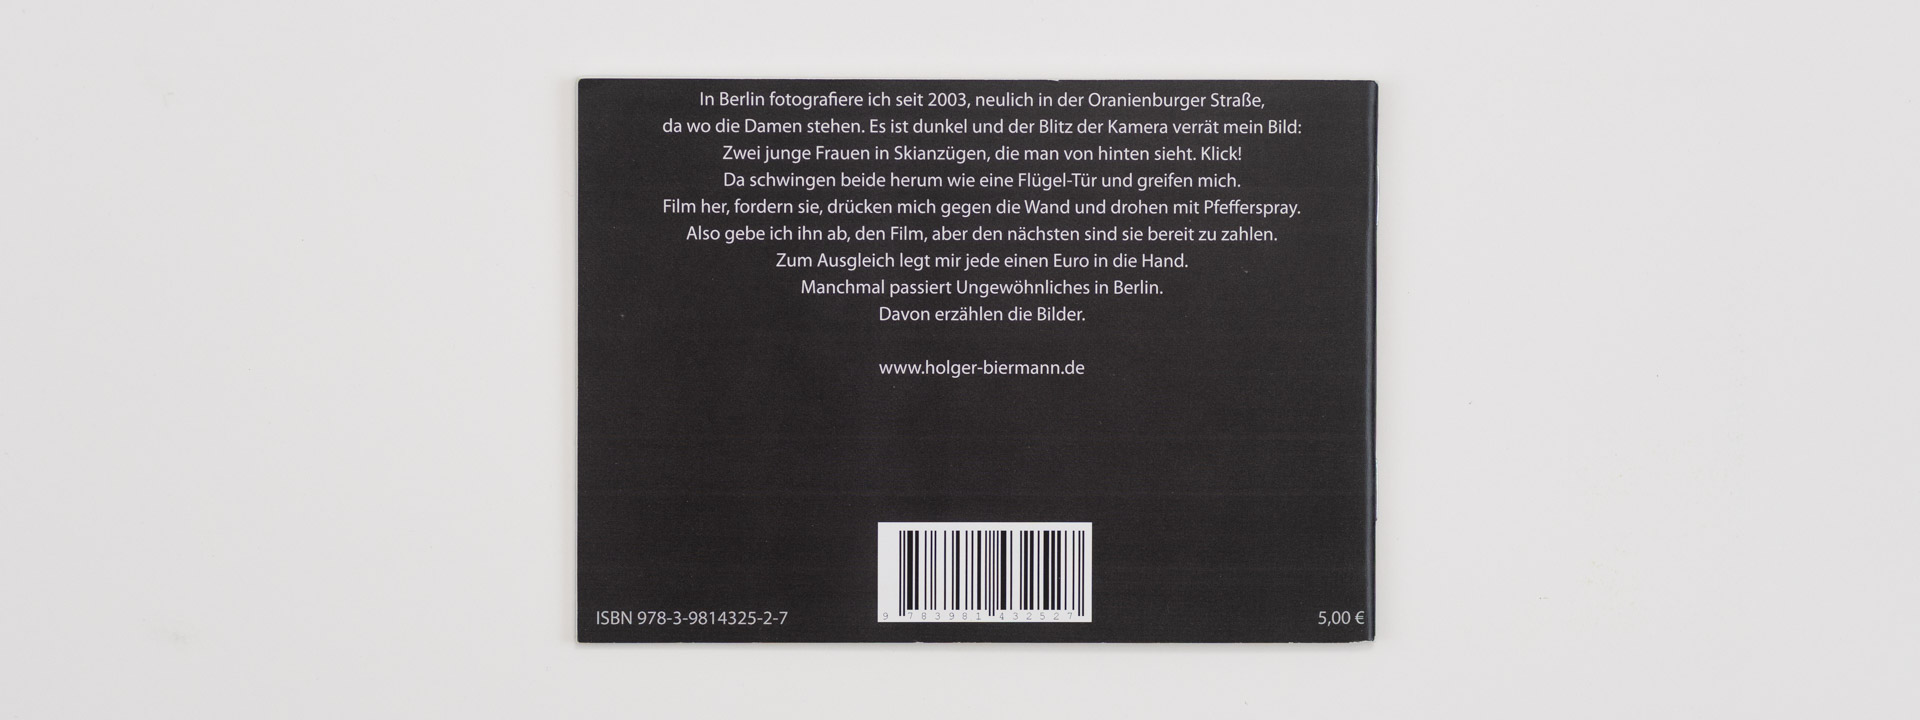 In Berlin fotografiere ich seit 2003, neulich in der Oranienburger Straße,
da wo die Damen stehen. Es ist dunkel und der Blitz der Kamera verrät mein Bild:
Zwei junge Frauen in Skianzügen, die man von hinten sieht. Klick!
Da schwingen beide herum wie eine Flügel-Tür und greifen mich.
Film her, fordern sie, drücken mich gegen die Wand und drohen mit Pfefferspray.
Also gebe ich ihn ab, den Film, aber den nächsten sind sie bereit zu zahlen.
Zum Ausgleich legt mir jede einen Euro in die Hand.
Manchmal passiert Ungewöhnliches in Berlin.
Davon erzählen die Bilder.
www.holger-biermann.de
ISBN 978-3-9814325-2-7
9 783981 432527
5,00 €